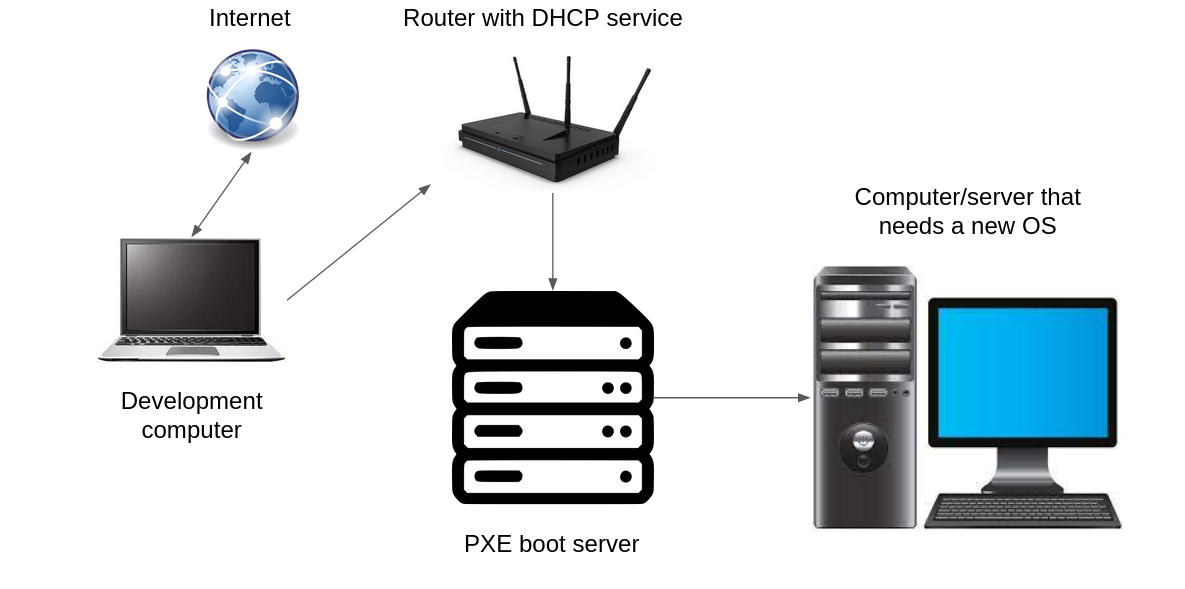 Internet
Router with DHCP service
Computer/server that
needs a new OS
Development
computer
PXE boot server